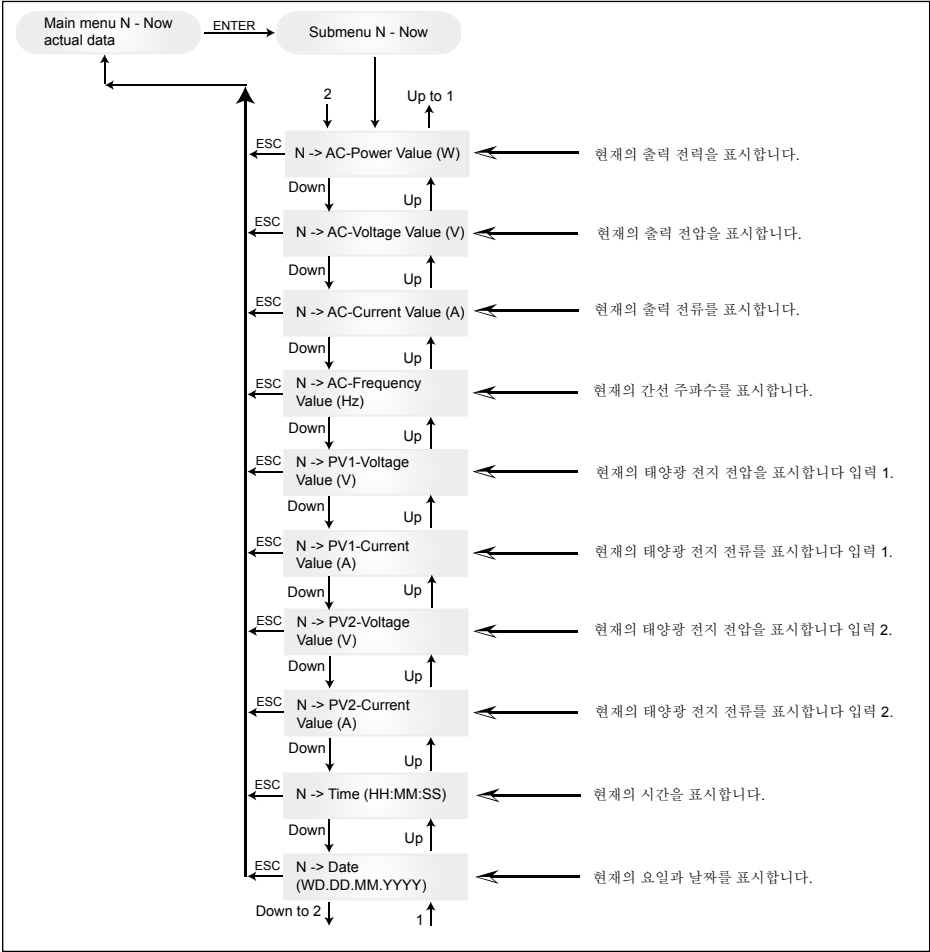 Main menu N - Now
actual data
ENTER
Submenu N - Now
2
Up to 1
ESC
N -> AC-Power Value (W)
현재의 출력 전력을 표시합니다.
Down
Up
ESC
N -> AC-Voltage Value (V)
현재의 출력 전압을 표시합니다.
Down
Up
ESC
N -> AC-Current Value (A)
현재의 출력 전류를 표시합니다.
Down
Up
ESC
N -> AC-Frequency
Value (Hz)
현재의 간선 주파수를 표시합니다.
Down
Up
ESC
N -> PV1-Voltage
Value (V)
현재의 태양광 전지 전압을 표시합니다 입력 1.
Down
Up
ESC
N -> PV1-Current
Value (A)
현재의 태양광 전지 전류를 표시합니다 입력 1.
Down
Up
ESC
N -> PV2-Voltage
Value (V)
현재의 태양광 전지 전압을 표시합니다 입력 2.
Down
Up
ESC
N -> PV2-Current
Value (A)
현재의 태양광 전지 전류를 표시합니다 입력 2.
Down
Up
ESC
N -> Time (HH:MM:SS)
현재의 시간을 표시합니다.
Down
Up
ESC
N -> Date
(WD.DD.MM.YYYY)
현재의 요일과 날짜를 표시합니다.
Down to 2
1